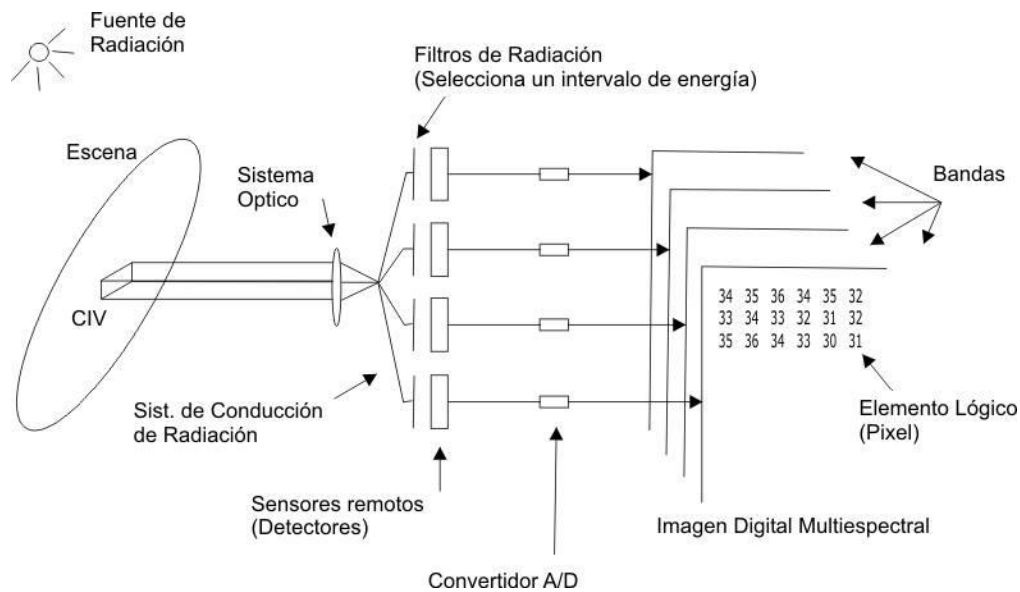 Fuente de
Radiación
Filtros de Radiación
(Selecciona un intervalo de energía)
Escena
Sistema
Optico
Bandas
CIV
34 35 36 34 35 32
33 34 33 32 31 32
35 36 34 33 30 31
Sist. de Conducción
de Radiación
Elemento Lógico
(Pixel)
Sensores remotos
(Detectores)
Imagen Digital Multiespectral
Convertidor A/D